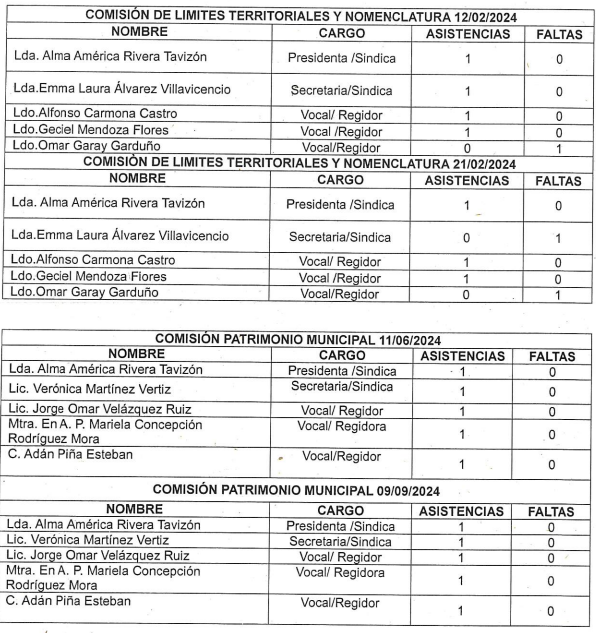 COMISIÓN DE LIMITES TERRITORIALES Y NOMENCLATURA 12/02/2024
NOMBRE CARGO ASISTENCIAS FALTAS
Lda. Alma América Rivera Tavizón Presidenta /Sindica 1 0
Lda.Emma Laura Álvarez Villavicencio Secretaria/Sindica 1 0
Ldo.Alfonso Carmona Castro Vocal/ Regidor 1 0
Ldo.Geciel Mendoza Flores Vocal /Regidor 1 0
Ldo.Omar Garay Garduño Vocal/Regidor 0 1
COMISIÓN DE LIMITES TERRITORIALES Y NOMENCLATURA 21/02/2024
NOMBRE CARGO ASISTENCIAS FALTAS
Lda. Alma América Rivera Tavizón Presidenta /Sindica 1 0
Lda.Emma Laura Álvarez Villavicencio Secretaria/Sindica 0 1
Ldo.Alfonso Carmona Castro Vocal/ Regidor 1 0
Ldo.Geciel Mendoza Flores Vocal /Regidor 1 0
Ldo.Omar Garay Garduño Vocal/Regidor 0 1
COMISIÓN PATRIMONIO MUNICIPAL 11/06/2024
NOMBRE CARGO ASISTENCIAS FALTAS
Lda. Alma América Rivera Tavizón Presidenta /Sindica 1 0
Lic. Verónica Martínez Vertiz Secretaria/Sindica 1 0
Lic. Jorge Omar Velázquez Ruiz Vocal/ Regidor 1 0
Mtra. En A. P. Mariela Concepción Vocal/ Regidora
Rodríguez Mora 1 0
C. Adán Piña Esteban Vocal/Regidor 1 0
COMISIÓN PATRIMONIO MUNICIPAL 09/09/2024
NOMBRE CARGO ASISTENCIAS FALTAS
Lda. Alma América Rivera Tavizón Presidenta /Sindica 1 0
Lic. Verónica Martínez Vertiz Secretaria/Sindica 1 0
Lic. Jorge Omar Velázquez Ruiz Vocal/ Regidor 1 0
Mtra. En A. P. Mariela Concepción Vocal/ Regidora
Rodríguez Mora 1 0
C. Adán Piña Esteban Vocal/Regidor 1 0